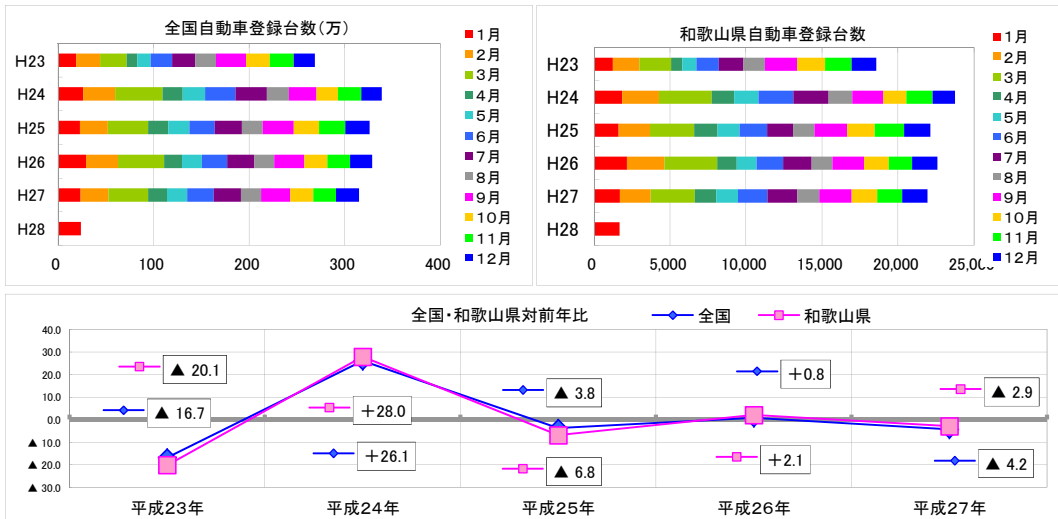 全国自動車登録台数(万)
H23
H24
H25
H26
H27
H28
0 100 200 300 400
1月
2月
3月
4月
5月
6月
7月
8月
9月
10月
11月
12月
和歌山県自動車登録台数
H23
H24
H25
H26
H27
H28
0 5,000 10,000 15,000 20,000 25,000
1月
2月
3月
4月
5月
6月
7月
8月
9月
10月
11月
12月
全国・和歌山県対前年比 全国 和歌山県
40.0
30.0
20.0
10.0
0.0
▲ 10.0
▲ 20.0
▲ 30.0
▲ 20.1
▲ 16.7
+28.0
+26.1
▲ 3.8
▲ 6.8
+0.8
+2.1
▲ 2.9
▲ 4.2
平成23年 平成24年 平成25年 平成26年 平成27年